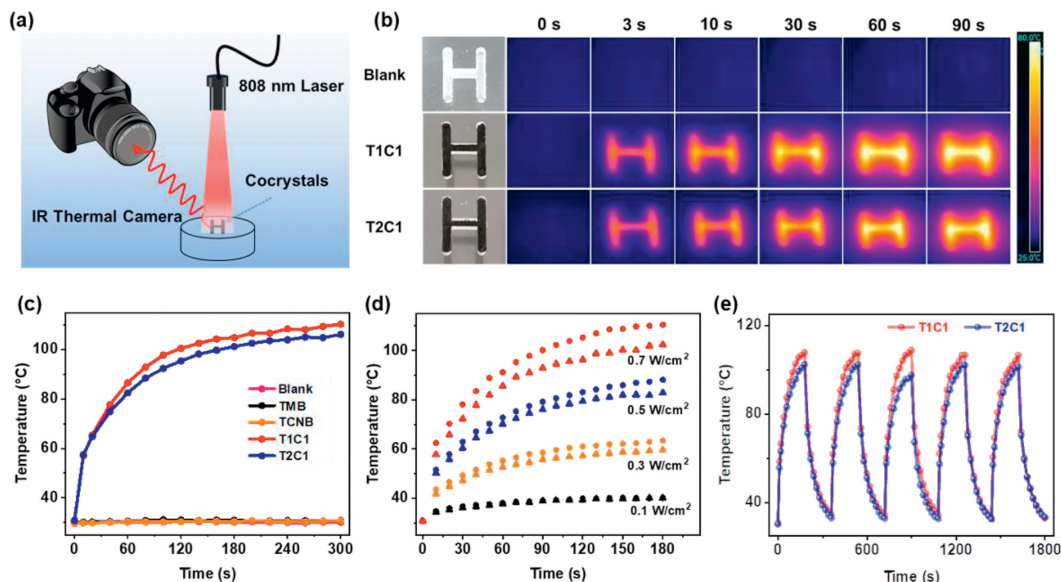 (a)
808 nm Laser
Cocrystals
IR Thermal Camera
H
(b)
0 s 3 s 10 s 30 s 60 s 90 s
Blank
T1C1
T2C1
80.0°C
25.0°C
(c)
Temperature (°C)
100
80
60
40
Blank
TMB
TCNB
T1C1
T2C1
0 60 120 180 240 300
Time (s)
(d)
Temperature (°C)
100
80
60
40
0.7 W/cm²
0.5 W/cm²
0.3 W/cm²
0.1 W/cm²
0 30 60 90 120 150 180
Time (s)
(e)
T1C1 T2C1
Temperature (°C)
120
80
40
0 600 1200 1800
Time (s)